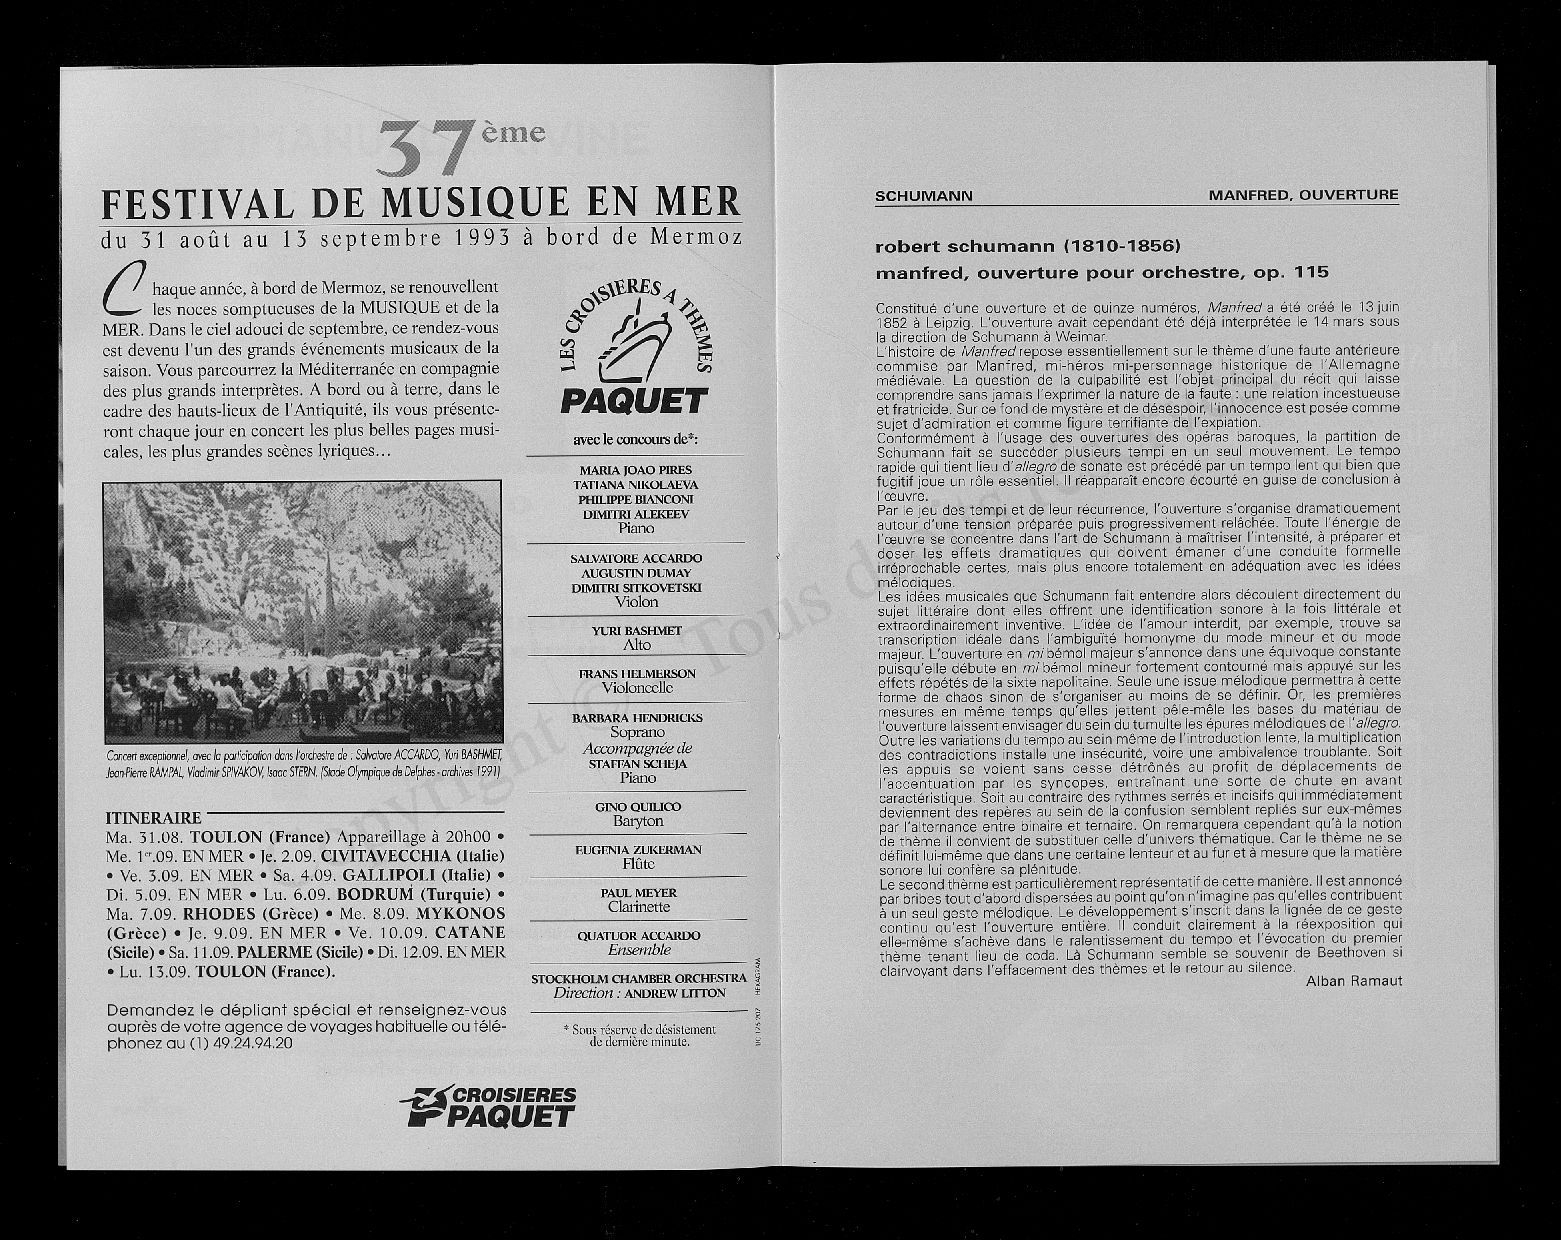 37ème
FESTIVAL DE MUSIQUE EN MER
du 31 août au 13 septembre 1993 à bord de Mermoz
Chaque année, à bord de Mermoz, se renouvellent
les noces somptueuses de la MUSIQUE et de la
MER. Dans le ciel adouci de septembre, ce rendez-vous
est devenu l'un des grands événements musicaux de la
saison. Vous parcourrez la Méditerranée en compagnie
des plus grands interprètes. A bord ou à terre, dans le
cadre des hauts-lieux de l'Antiquité, ils vous présente-
ront chaque jour en concert les plus belles pages musi-
cales, les plus grandes scènes lyriques...
Concert exceptionnel, avec la participation dans l'orchestre de : Salvatore ACCARDO, Yuri BASHMET,
Jean-Pierre RAMPAL, Vladimir SPIVAKOV, Isaac STERN. (Stade Olympique de Delphes - archives 1991)
ITINERAIRE
Ma. 31.08. TOULON (France) Appareillage à 20h00 •
Me. 1er.09. EN MER • Je. 2.09. CIVITAVECCHIA (Italie)
• Ve. 3.09. EN MER • Sa. 4.09. GALLIPOLI (Italie) •
Di. 5.09. EN MER • Lu. 6.09. BODRUM (Turquie) •
Ma. 7.09. RHODES (Grèce) • Me. 8.09. MYKONOS
(Grèce) • Je. 9.09. EN MER • Ve. 10.09. CATANE
(Sicile) • Sa. 11.09. PALERME (Sicile) • Di. 12.09. EN MER
• Lu. 13.09. TOULON (France).
Demandez le dépliant spécial et renseignez-vous
auprès de votre agence de voyages habituelle ou télé-
phonez au (1) 49.24.94.20
LES CROISIERES A THEMES
PAQUET
avec le concours de*:
MARIA JOAO PIRES
TATIANA NIKOLAEVA
PHILIPPE BIANCONI
DIMITRI ALEKEEV
Piano
SALVATORE ACCARDO
AUGUSTIN DUMAY
DIMITRI SITKOVETSKI
Violon
YURI BASHMET
Alto
FRANS HELMERSON
Violoncelle
BARBARA HENDRICKS
Soprano
Accompagnée de
STAFFAN SCHEJA
Piano
GINO QUILICO
Baryton
EUGENIA ZUKERMAN
Flûte
PAUL MEYER
Clarinette
QUATUOR ACCARDO
Ensemble
STOCKHOLM CHAMBER ORCHESTRA
Direction : ANDREW LITTON
* Sous réserve de désistement
de dernière minute.
HEXAGRAM
CROISIERES
PAQUET
SCHUMANN MANFRED, OUVERTURE
robert schumann (1810-1856)
manfred, ouverture pour orchestre, op. 115
Constitué d'une ouverture et de quinze numéros, Manfred a été créé le 13 juin
1852 à Leipzig. L'ouverture avait cependant été déjà interprétée le 14 mars sous
la direction de Schumann à Weimar.
L'histoire de Manfred repose essentiellement sur le thème d'une faute antérieure
commise par Manfred, mi-héros mi-personnage historique de l'Allemagne
médiévale. La question de la culpabilité est l'objet principal du récit qui laisse
comprendre sans jamais l'exprimer la nature de la faute : une relation incestueuse
et fratricide. Sur ce fond de mystère et de désespoir, l'innocence est posée comme
sujet d'admiration et comme figure terrifiante de l'expiation.
Conformément à l'usage des ouvertures des opéras baroques, la partition de
Schumann fait se succéder plusieurs tempi en un seul mouvement. Le tempo
rapide qui tient lieu d'allegro de sonate est précédé par un tempo lent qui bien que
fugitif joue un rôle essentiel. Il réapparaît encore écourté en guise de conclusion à
l'œuvre.
Par le jeu des tempi et de leur récurrence, l'ouverture s'organise dramatiquement
autour d'une tension préparée puis progressivement relâchée. Toute l'énergie de
l'œuvre se concentre dans l'art de Schumann à maîtriser l'intensité, à préparer et
doser les effets dramatiques qui doivent émaner d'une conduite formelle
irréprochable certes, mais plus encore totalement en adéquation avec les idées
mélodiques.
Les idées musicales que Schumann fait entendre alors découlent directement du
sujet littéraire dont elles offrent une identification sonore à la fois littérale et
extraordinairement inventive. L'idée de l'amour interdit, par exemple, trouve sa
transcription idéale dans l'ambiguïté homonyme du mode mineur et du mode
majeur. L'ouverture en mi bémol majeur s'annonce dans une équivoque constante
puisqu'elle débute en mi bémol mineur fortement contourné mais appuyé sur les
effets répétés de la sixte napolitaine. Seule une issue mélodique permettra à cette
forme de chaos sinon de s'organiser au moins de se définir. Or, les premières
mesures en même temps qu'elles jettent pêle-mêle les bases du matériau de
l'ouverture laissent envisager du sein du tumulte les épures mélodiques de l'allegro.
Outre les variations du tempo au sein même de l'introduction lente, la multiplication
des contradictions installe une insécurité, voire une ambivalence troublante. Soit
les appuis se voient sans cesse détrônés au profit de déplacements de
l'accentuation par les syncopes, entraînant une sorte de chute en avant
caractéristique. Soit au contraire des rythmes serrés et incisifs qui immédiatement
deviennent des repères au sein de la confusion semblent repliés sur eux-mêmes
par l'alternance entre binaire et ternaire. On remarquera cependant qu'à la notion
de thème il convient de substituer celle d'univers thématique. Car le thème ne se
définit lui-même que dans une certaine lenteur et au fur et à mesure que la matière
sonore lui confère sa plénitude.
Le second thème est particulièrement représentatif de cette manière. Il est annoncé
par bribes tout d'abord dispersées au point qu'on n'imagine pas qu'elles contribuent
à un seul geste mélodique. Le développement s'inscrit dans la lignée de ce geste
continu qu'est l'ouverture entière. Il conduit clairement à la réexposition qui
elle-même s'achève dans le ralentissement du tempo et l'évocation du premier
thème tenant lieu de coda. Là Schumann semble se souvenir de Beethoven si
clairvoyant dans l'effacement des thèmes et le retour au silence.
Alban Ramaut